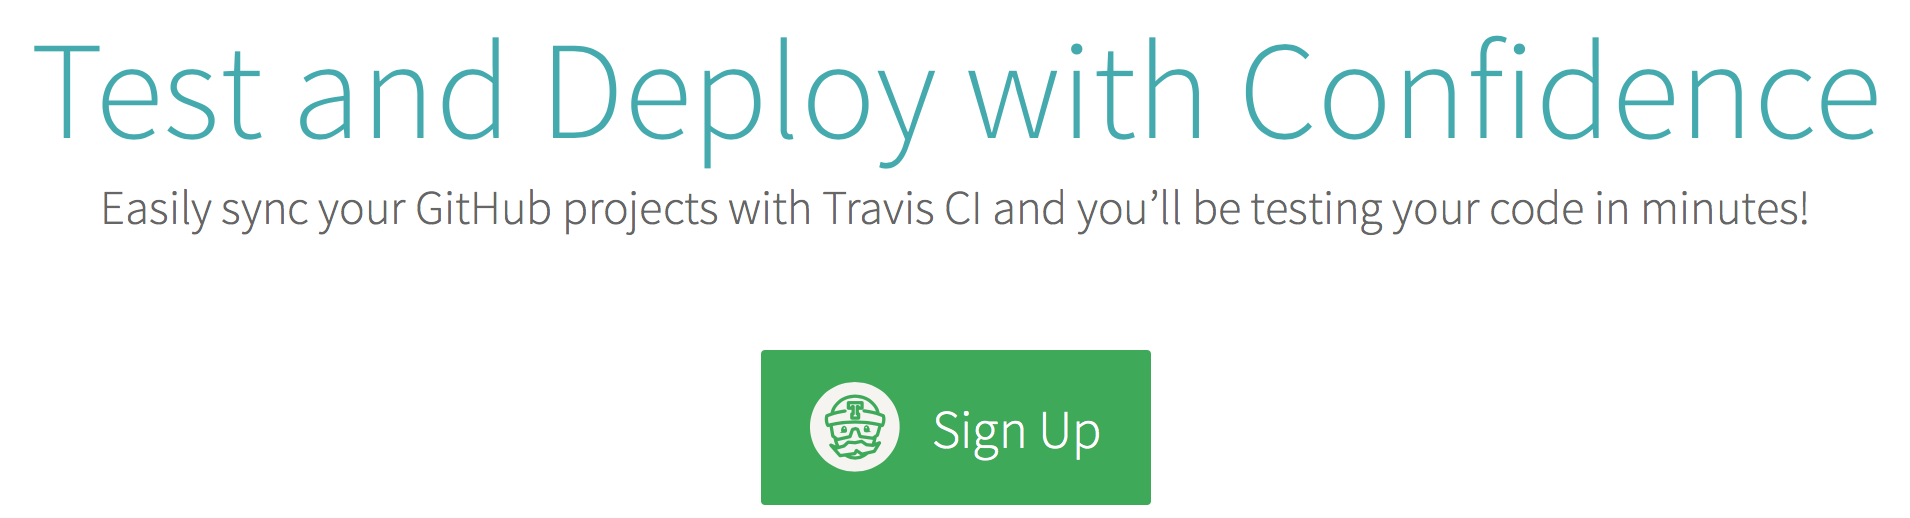 Test and Deploy with Confidence
Easily sync your GitHub projects with Travis CI and you’ll be testing your code in minutes!
T
Sign Up